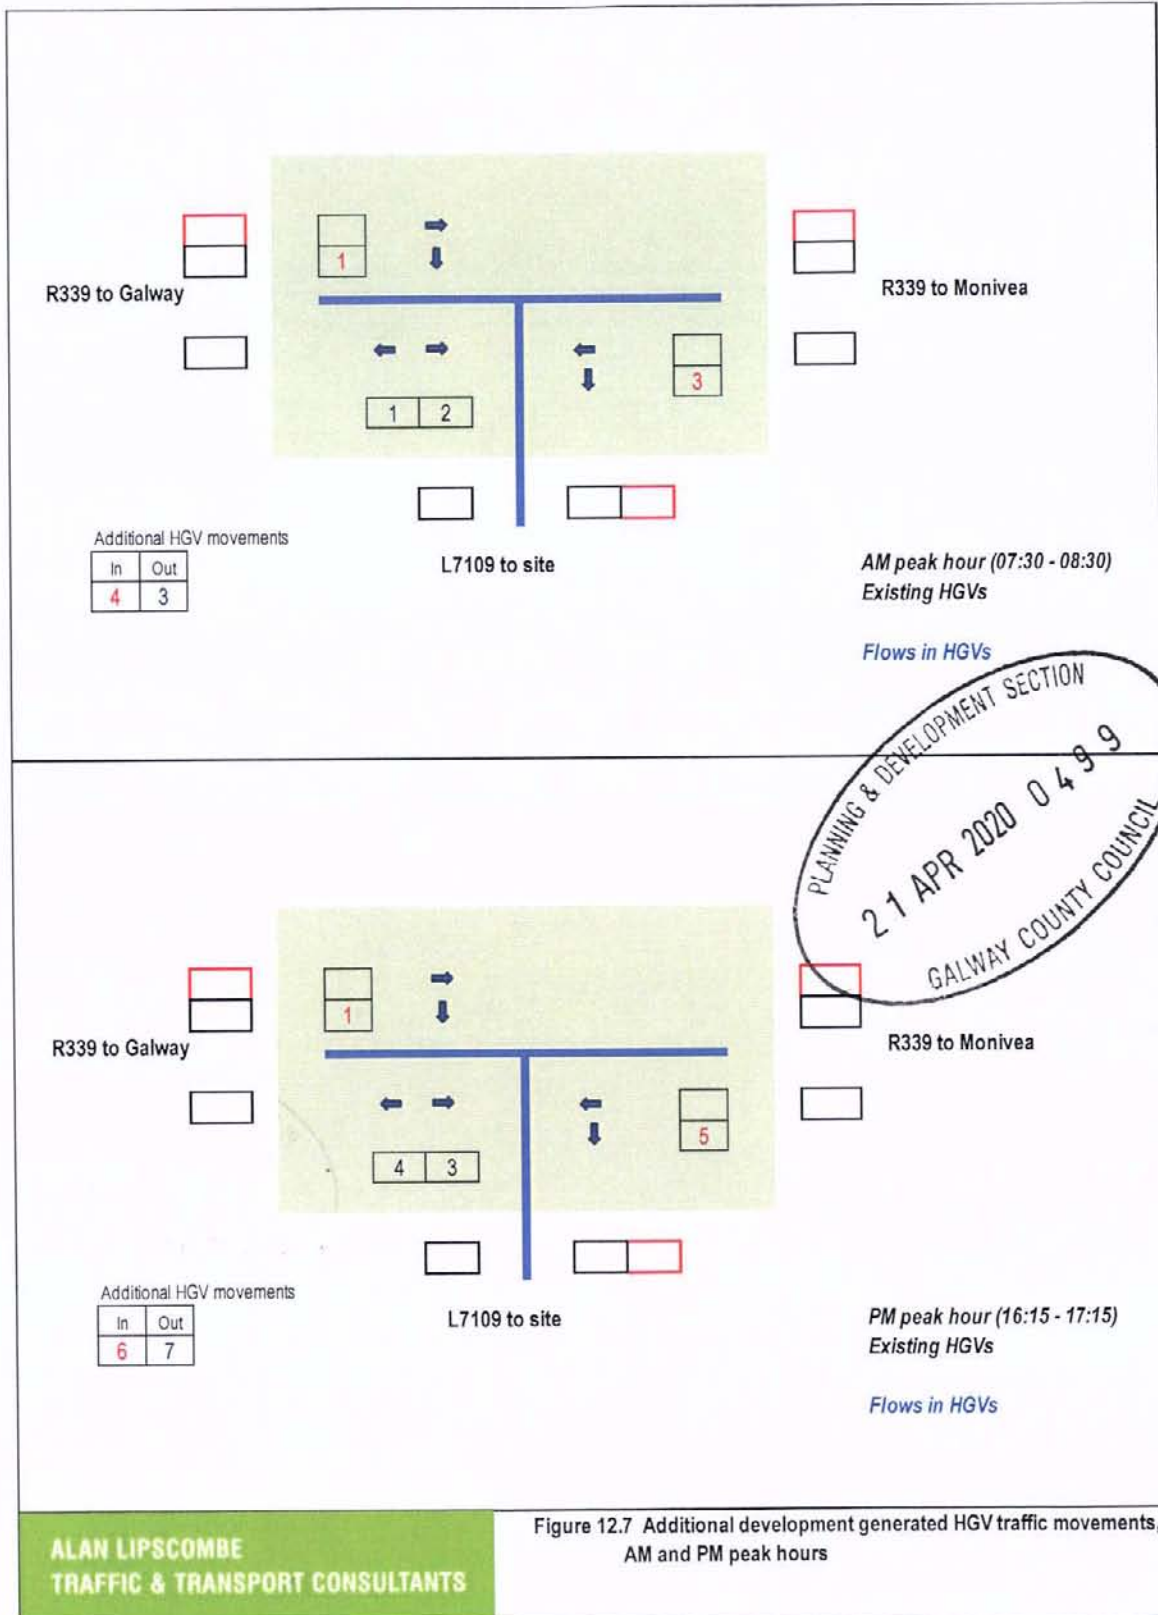 1
R339 to Galway
R339 to Monivea
3
1 2
Additional HGV movements
In Out
4 3
L7109 to site
AM peak hour (07:30 - 08:30)
Existing HGVs
Flows in HGVs
PLANNING & DEVELOPMENT SECTION
21 APR 2020 0499
GALWAY COUNTY COUNCIL
1
R339 to Galway
R339 to Monivea
5
4 3
Additional HGV movements
In Out
6 7
L7109 to site
PM peak hour (16:15 - 17:15)
Existing HGVs
Flows in HGVs
ALAN LIPSCOMBE
TRAFFIC & TRANSPORT CONSULTANTS
Figure 12.7 Additional development generated HGV traffic movements,
AM and PM peak hours